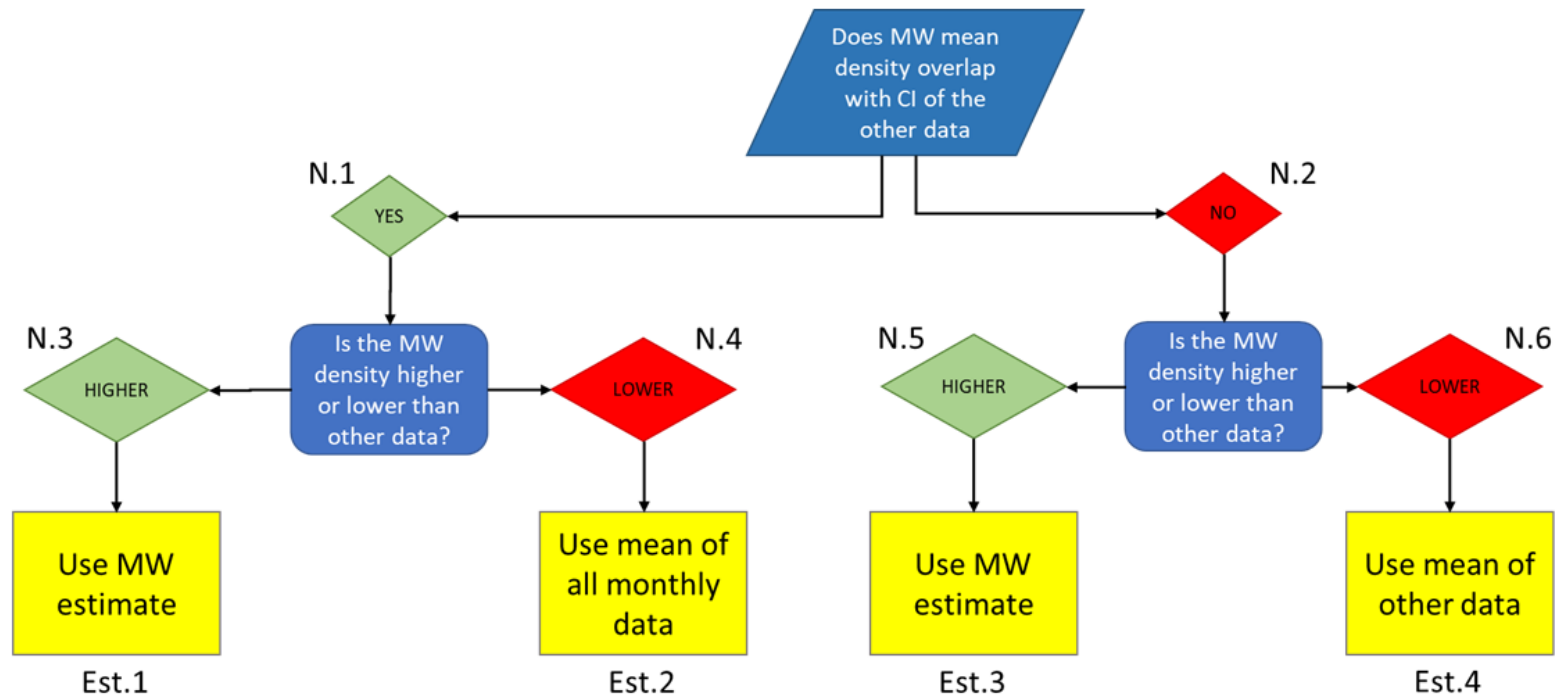 Does MW mean
density overlap
with CI of the
other data
N.1
YES
N.2
NO
N.3
HIGHER
Is the MW
density higher
or lower than
other data?
N.4
LOWER
N.5
HIGHER
Is the MW
density higher
or lower than
other data?
N.6
LOWER
Use MW
estimate
Est.1
Use mean of
all monthly
data
Est.2
Use MW
estimate
Est.3
Use mean of
other data
Est.4